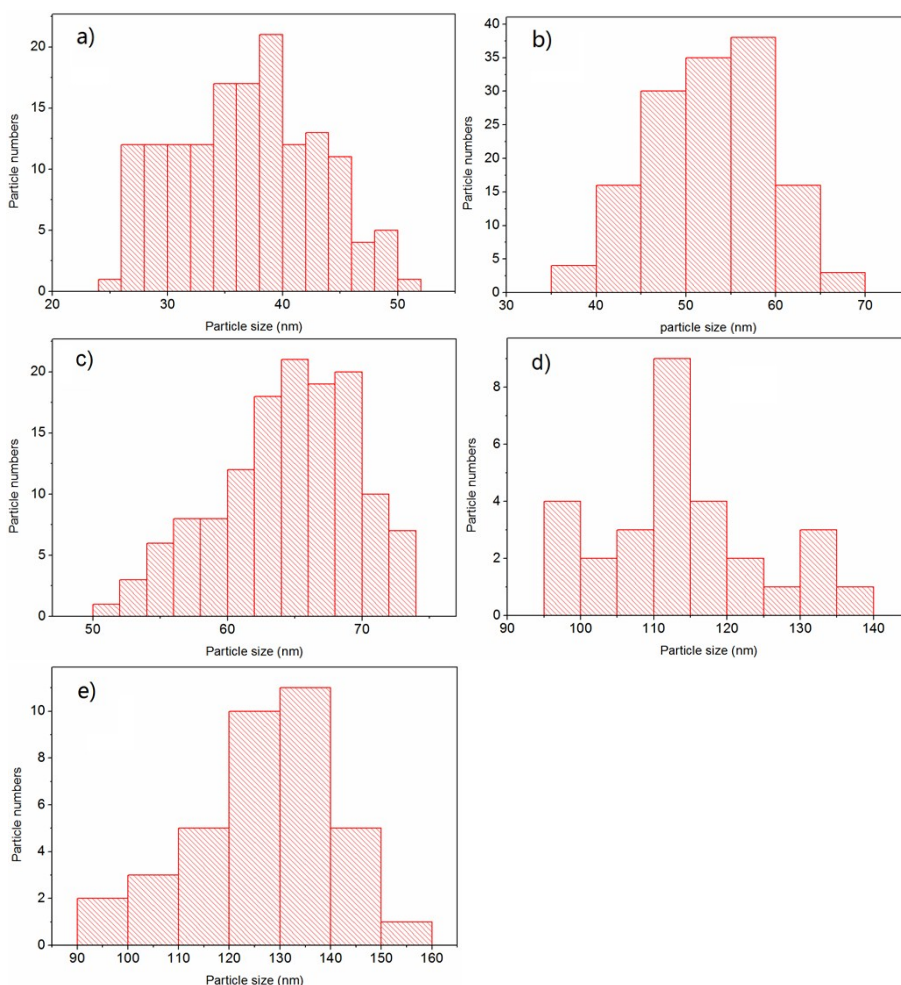 a)
Particle numbers
20
15
10
5
0
20 30 40 50
Particle size (nm)
b)
Particle numbers
40
35
30
25
20
15
10
5
0
30 40 50 60 70
particle size (nm)
c)
Particle numbers
20
15
10
5
0
50 60 70
Particle size (nm)
d)
Particle numbers
8
6
4
2
0
90 100 110 120 130 140
Particle size (nm)
e)
Particle numbers
10
8
6
4
2
0
90 100 110 120 130 140 150 160
Particle size (nm)